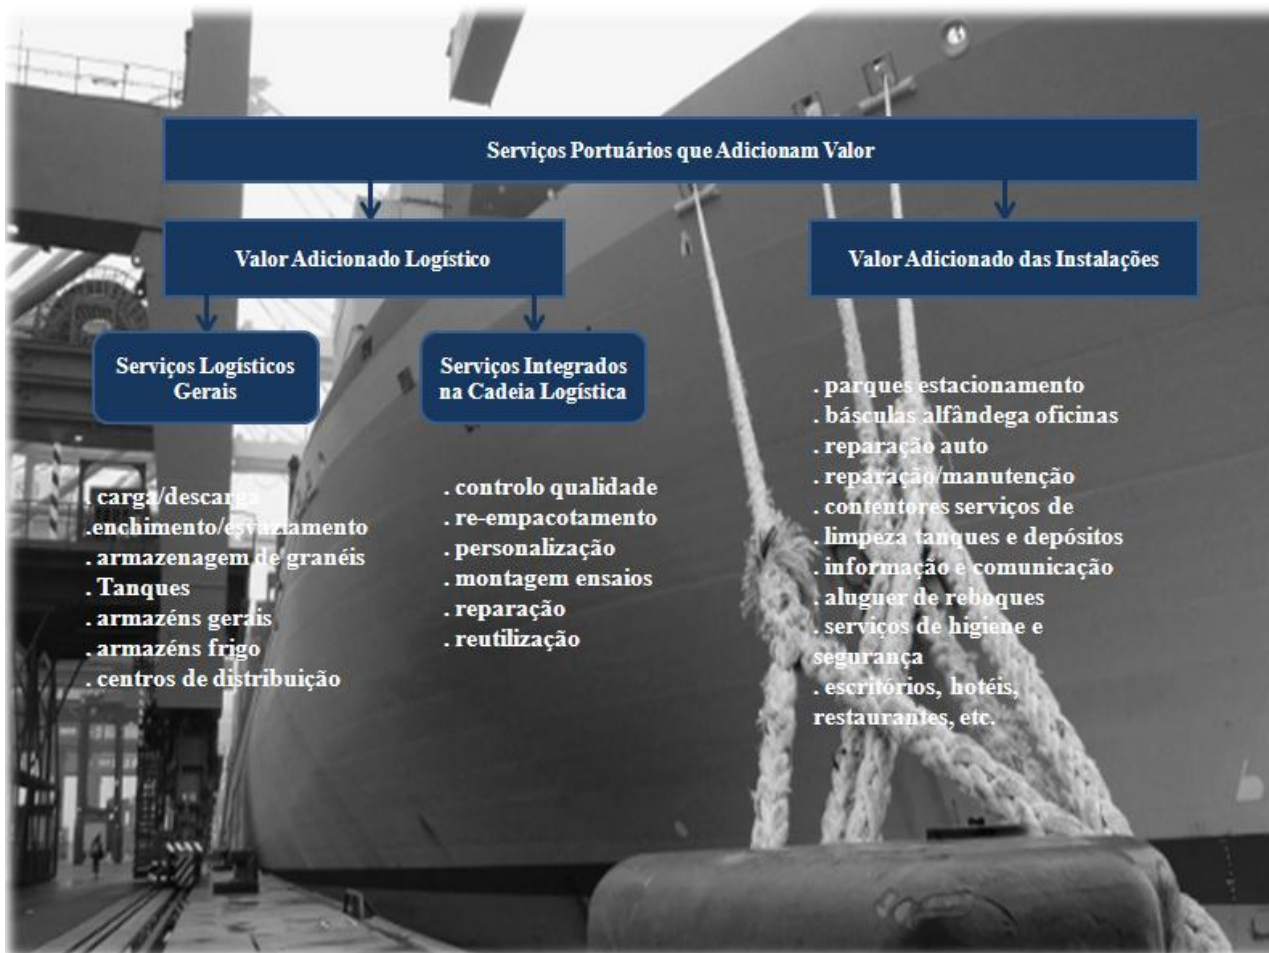 Serviços Portuários que Adicionam Valor
Valor Adicionado Logístico
Valor Adicionado das Instalações
Serviços Logísticos
Gerais
Serviços Integrados
na Cadeia Logística
. carga/descarga
.enchimento/esvaziamento
. armazenagem de granéis
. Tanques
. armazéns gerais
. armazéns frigo
. centros de distribuição
. controlo qualidade
. re-empacotamento
. personalização
. montagem ensaios
. reparação
. reutilização
. parques estacionamento
. básculas alfândega oficinas
. reparação auto
. reparação/manutenção
. contentores serviços de
. limpeza tanques e depósitos
. informação e comunicação
. aluguer de reboques
. serviços de higiene e
segurança
. escritórios, hotéis,
restaurantes, etc.